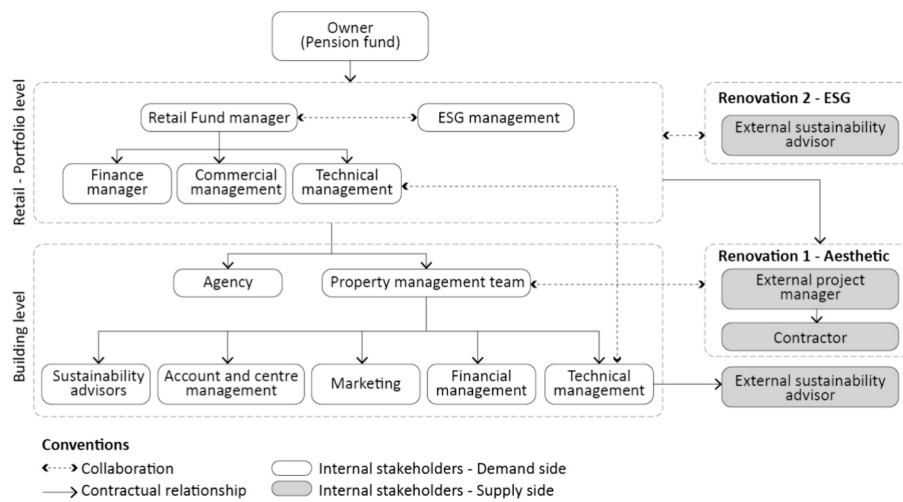 Owner
(Pension fund)
Retail - Portfolio level
Retail Fund manager
ESG management
Finance
manager
Commercial
management
Technical
management
Renovation 2 - ESG
External sustainability
advisor
Building level
Agency
Property management team
Sustainability
advisors
Account and centre
management
Marketing
Financial
management
Technical
management
Renovation 1 - Aesthetic
External project
manager
Contractor
External sustainability
advisor
Conventions
Collaboration
Contractual relationship
Internal stakeholders - Demand side
Internal stakeholders - Supply side